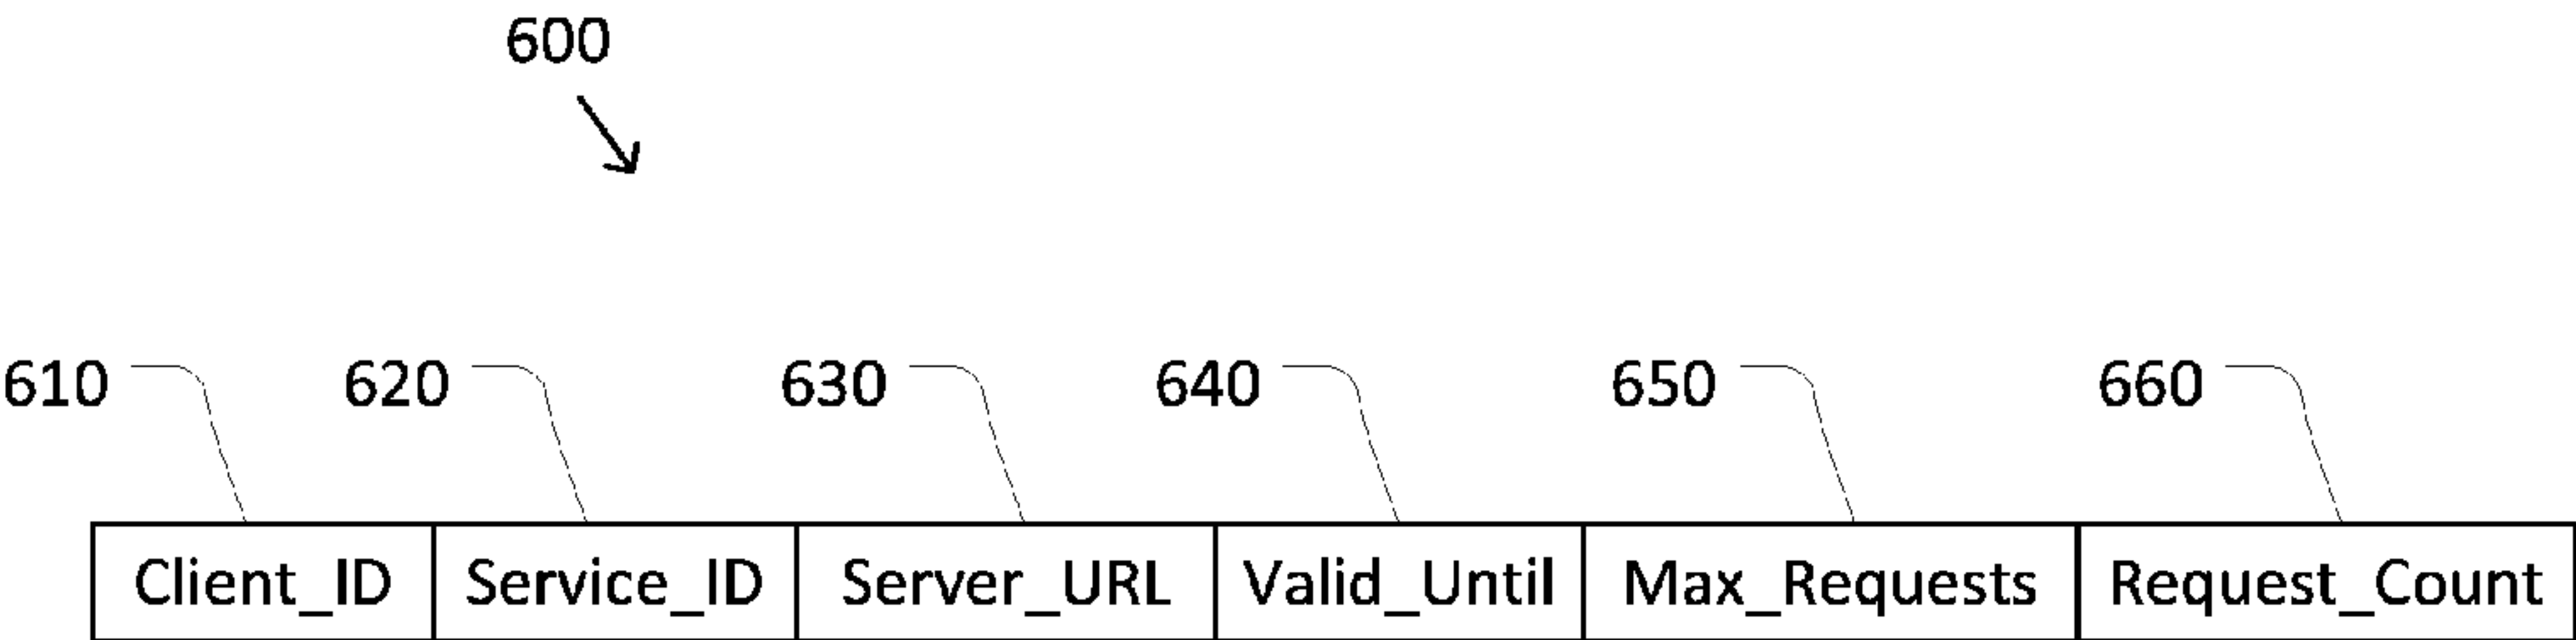 600
610 620 630 640 650 660
Client_ID Service_ID Server_URL Valid_Until Max_Requests Request_Count